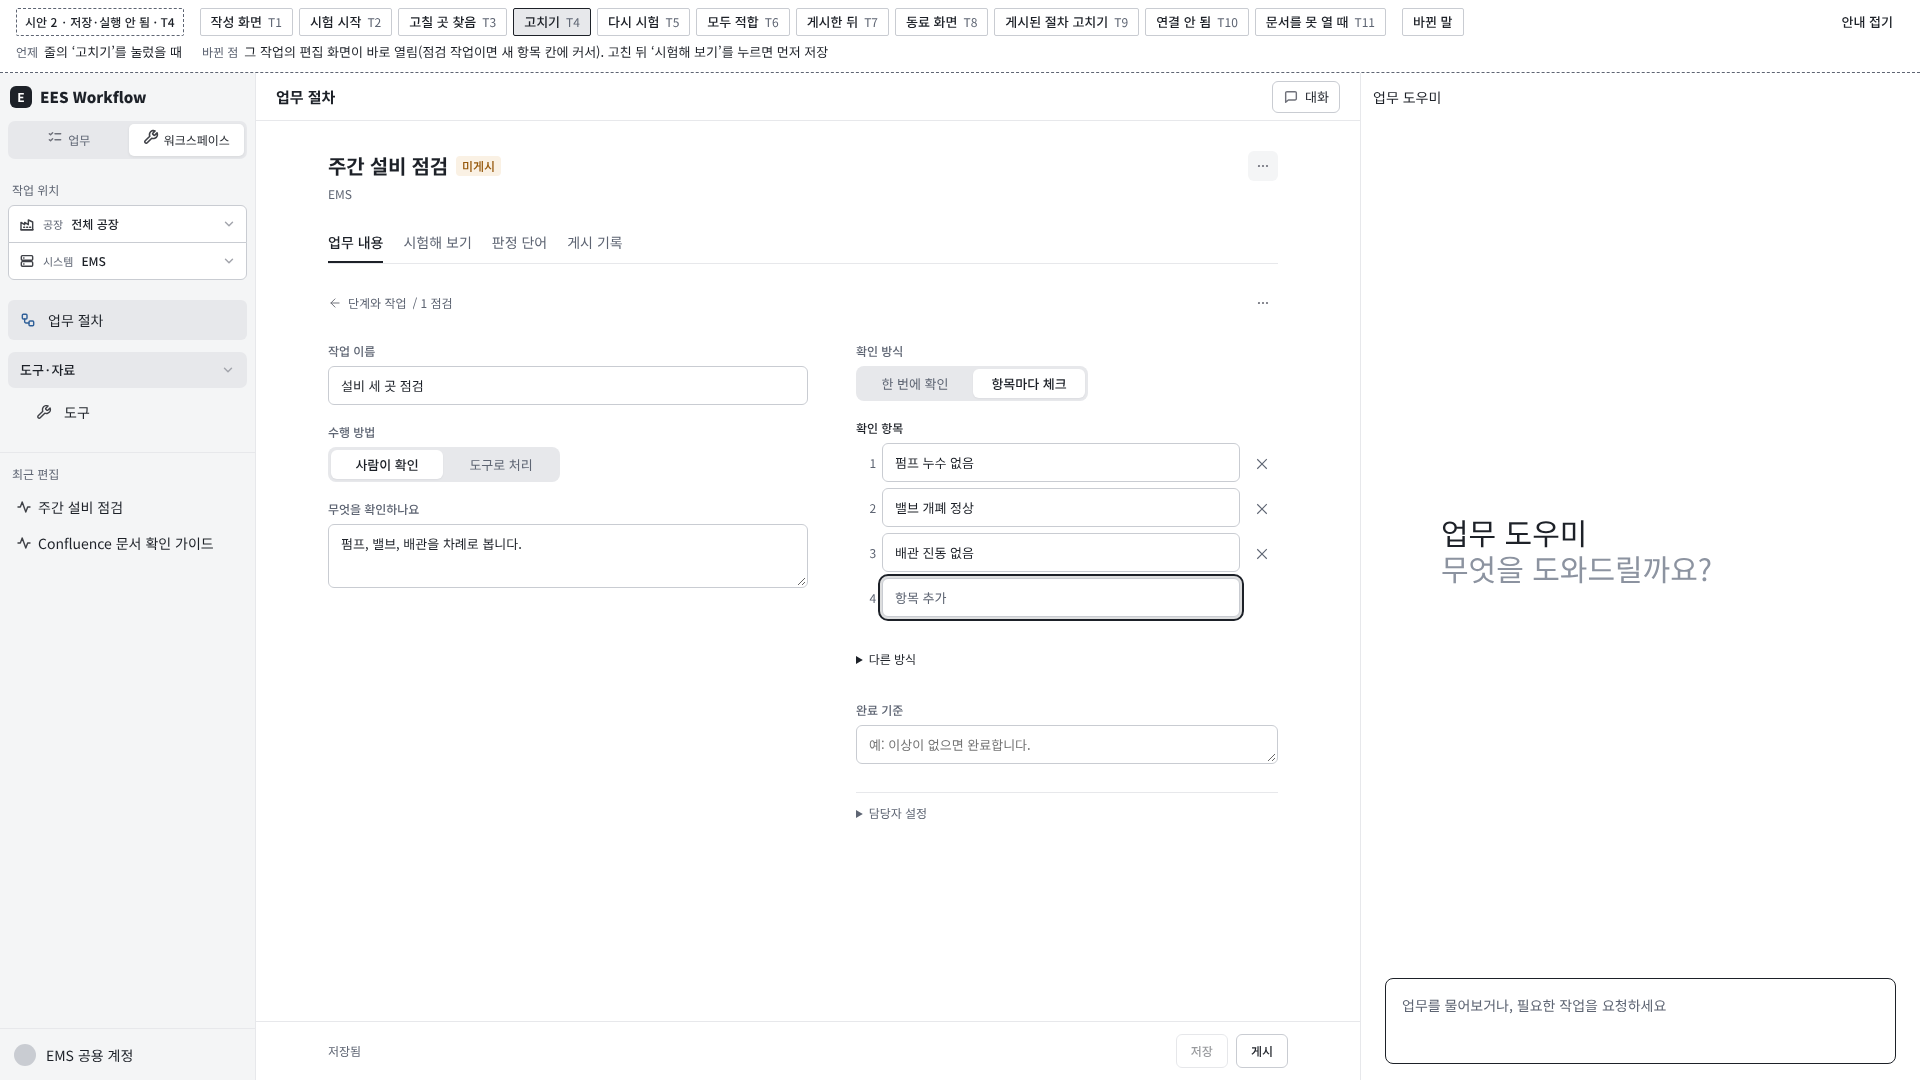 시안 2 · 저장·실행 안 됨 · T4
작성 화면 T1
시험 시작 T2
고칠 곳 찾음 T3
고치기 T4
다시 시험 T5
모두 적합 T6
게시한 뒤 T7
동료 화면 T8
게시된 절차 고치기 T9
연결 안 됨 T10
문서를 못 열 때 T11
바뀐 말
안내 접기
언제 줄의 ‘고치기’를 눌렀을 때 바뀐 점 그 작업의 편집 화면이 바로 열림(점검 작업이면 새 항목 칸에 커서). 고친 뒤 ‘시험해 보기’를 누르면 먼저 저장
E EES Workflow
업무
워크스페이스
작업 위치
공장 전체 공장
시스템 EMS
업무 절차
도구·자료
도구
최근 편집
주간 설비 점검
Confluence 문서 확인 가이드
EMS 공용 계정
업무 절차
대화
주간 설비 점검 미게시
EMS
업무 내용
시험해 보기
판정 단어
게시 기록
단계와 작업 / 1 점검
작업 이름
설비 세 곳 점검
수행 방법
사람이 확인
도구로 처리
무엇을 확인하나요
펌프, 밸브, 배관을 차례로 봅니다.
확인 방식
한 번에 확인
항목마다 체크
확인 항목
1 펌프 누수 없음
2 밸브 개폐 정상
3 배관 진동 없음
4 항목 추가
다른 방식
완료 기준
예: 이상이 없으면 완료합니다.
담당자 설정
저장됨
저장
게시
업무 도우미
업무 도우미
무엇을 도와드릴까요?
업무를 물어보거나, 필요한 작업을 요청하세요